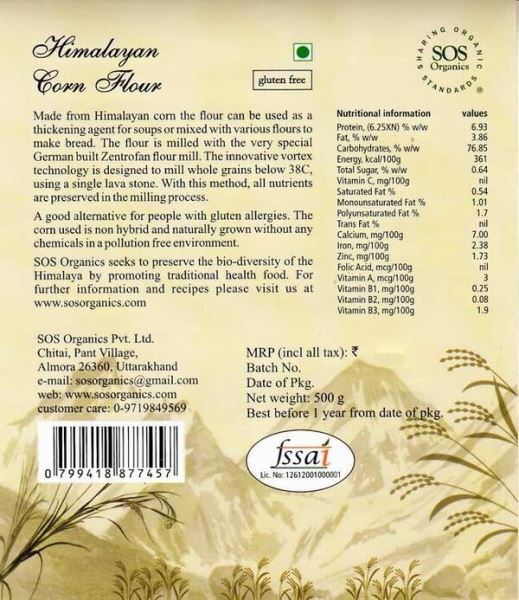 Himalayan
Corn Flour
gluten free
SHARING ORGANIC
SOS
Organics
STANDARDS ®
Made from Himalayan corn the flour can be used as a
thickening agent for soups or mixed with various flours to
make bread. The flour is milled with the very special
German built Zentrofan flour mill. The innovative vortex
technology is designed to mill whole grains below 38C,
using a single lava stone. With this method, all nutrients
are preserved in the milling process.
A good alternative for people with gluten allergies. The
corn used is non hybrid and naturally grown without any
chemicals in a pollution free environment.
SOS Organics seeks to preserve the bio-diversity of the
Himalaya by promoting traditional health food. For
further information and recipes please visit us at
www.sosorganics.com
Nutritional information values
Protein, (6.25XN) % w/w 6.93
Fat, % w/w 3.86
Carbohydrates, % w/w 76.85
Energy, kcal/100g 361
Total Sugar, % w/w 0.64
Vitamin C, mg/100g nil
Saturated Fat % 0.54
Monounsaturated Fat % 1.01
Polyunsaturated Fat % 1.7
Trans Fat % nil
Calcium, mg/100g 7.00
Iron, mg/100g 2.38
Zinc, mg/100g 1.73
Folic Acid, mcg/100g nil
Vitamin A, mcg/100g 3
Vitamin B1, mg/100g 0.25
Vitamin B2, mg/100g 0.08
Vitamin B3, mg/100g 1.9
SOS Organics Pvt. Ltd.
Chitai, Pant Village,
Almora 26360, Uttarakhand
e-mail: sosorganics@gmail.com
web: www.sosorganics.com
customer care: 0-9719849569
MRP (incl all tax): ₹
Batch No.
Date of Pkg.
Net weight: 500 g
Best before 1 year from date of pkg.
0 799418 877457
fssai
Lic. No: 12612001000001